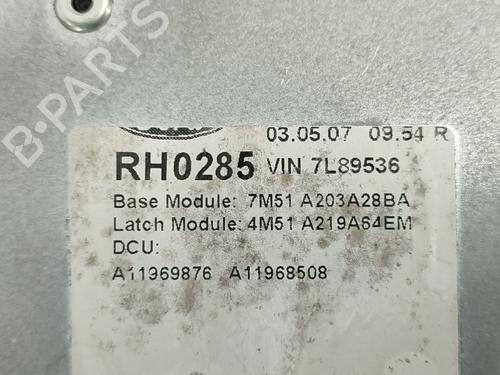 B-PARTS
03.05.07 09.54 R
RH0285 VIN 7L89536
Base Module: 7M51 A203A28BA
Latch Module: 4M51 A219A64EM
DCU:
A11969876 A11968508